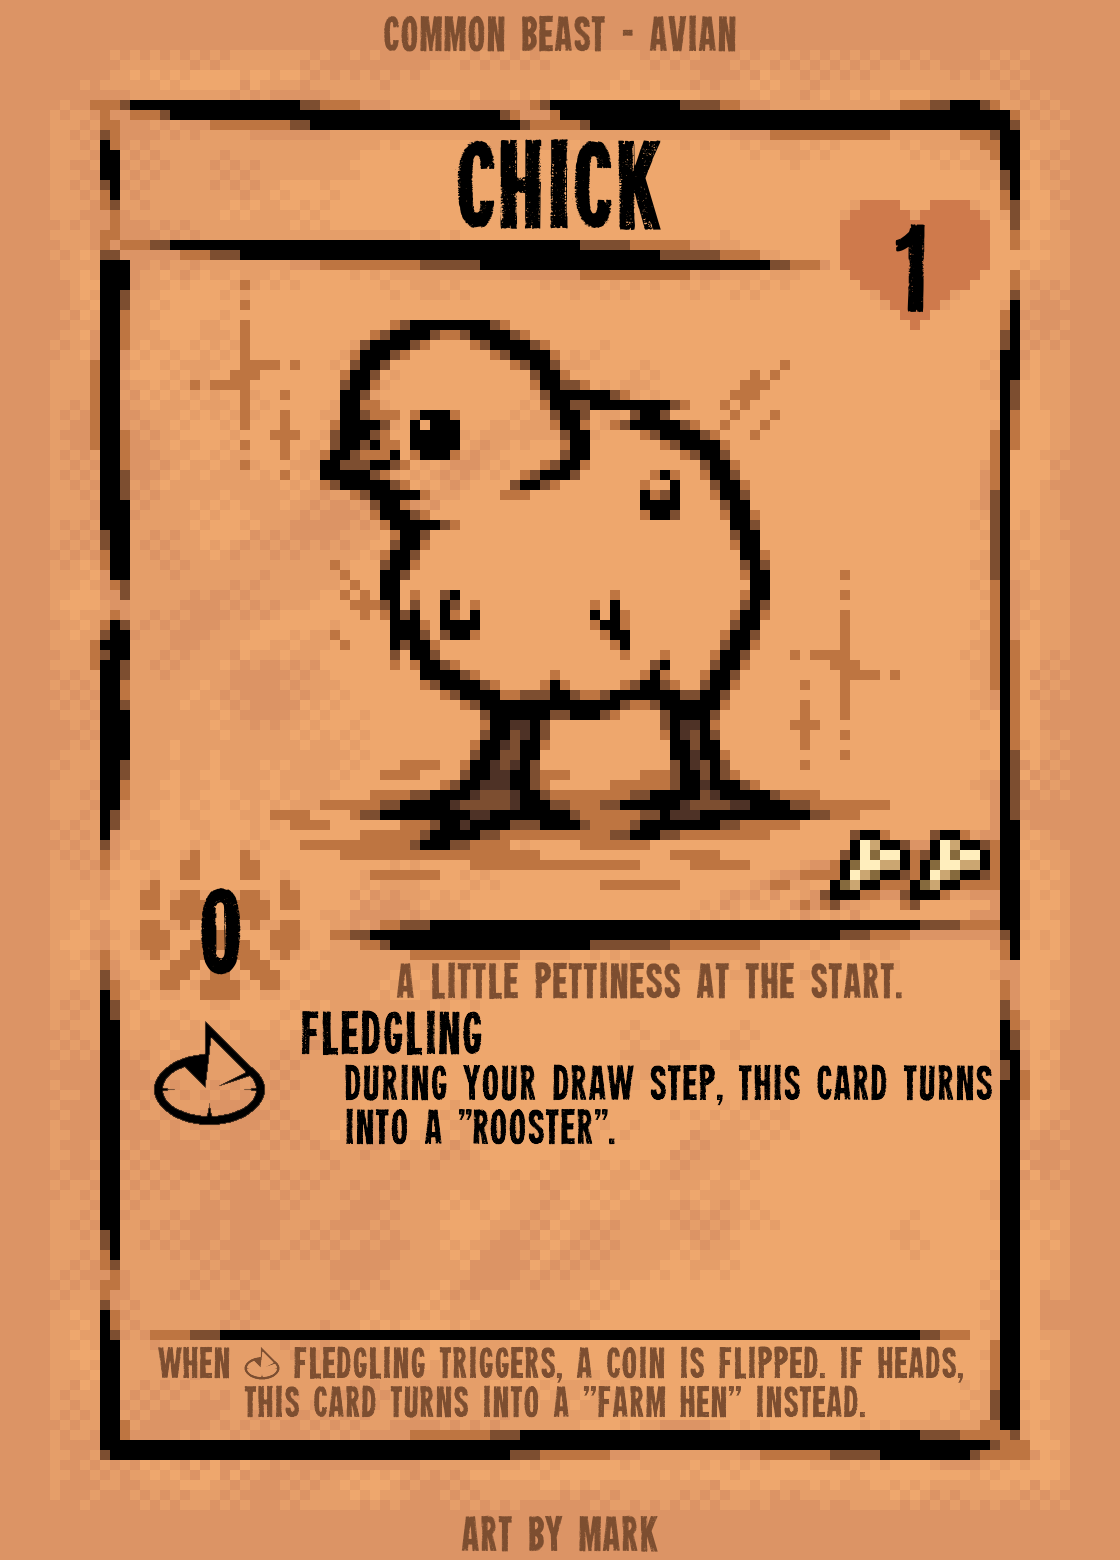 COMMON BEAST - AVIAN
CHICK
1
0
A LITTLE PETTINESS AT THE START.
FLEDGLING
DURING YOUR DRAW STEP, THIS CARD TURNS
INTO A "ROOSTER".
WHEN FLEDGLING TRIGGERS, A COIN IS FLIPPED. IF HEADS,
THIS CARD TURNS INTO A "FARM HEN" INSTEAD.
ART BY MARK